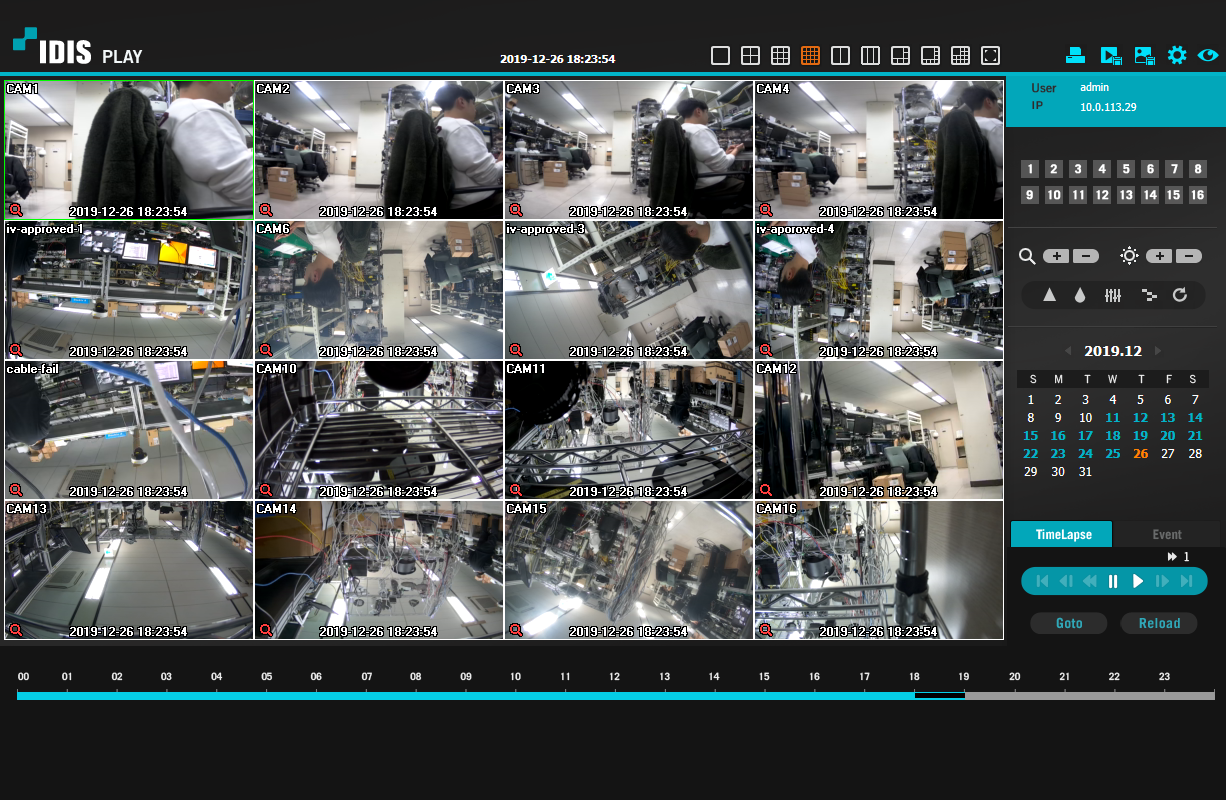 IDIS PLAY
2019-12-26 18:23:54
User admin
IP 10.0.113.29
CAM1 CAM2 CAM3 CAM4
2019-12-26 18:23:54 2019-12-26 18:23:54 2019-12-26 18:23:54 2019-12-26 18:23:54
iv-approved-1 CAM6 iv-approved-3 iv-aporoved-4
2019-12-26 18:23:54 2019-12-26 18:23:54 2019-12-26 18:23:54 2019-12-26 18:23:54
cable-fail CAM10 CAM11 CAM12
2019-12-26 18:23:54 2019-12-26 18:23:54 2019-12-26 18:23:54 2019-12-26 18:23:54
CAM13 CAM14 CAM15 CAM16
2019-12-26 18:23:54 2019-12-26 18:23:54 2019-12-26 18:23:54 2019-12-26 18:23:54
1 2 3 4 5 6 7 8
9 10 11 12 13 14 15 16
2019.12
S M T W T F S
1 2 3 4 5 6 7
8 9 10 11 12 13 14
15 16 17 18 19 20 21
22 23 24 25 26 27 28
29 30 31
TimeLapse Event
1
Goto Reload
00 01 02 03 04 05 06 07 08 09 10 11 12 13 14 15 16 17 18 19 20 21 22 23